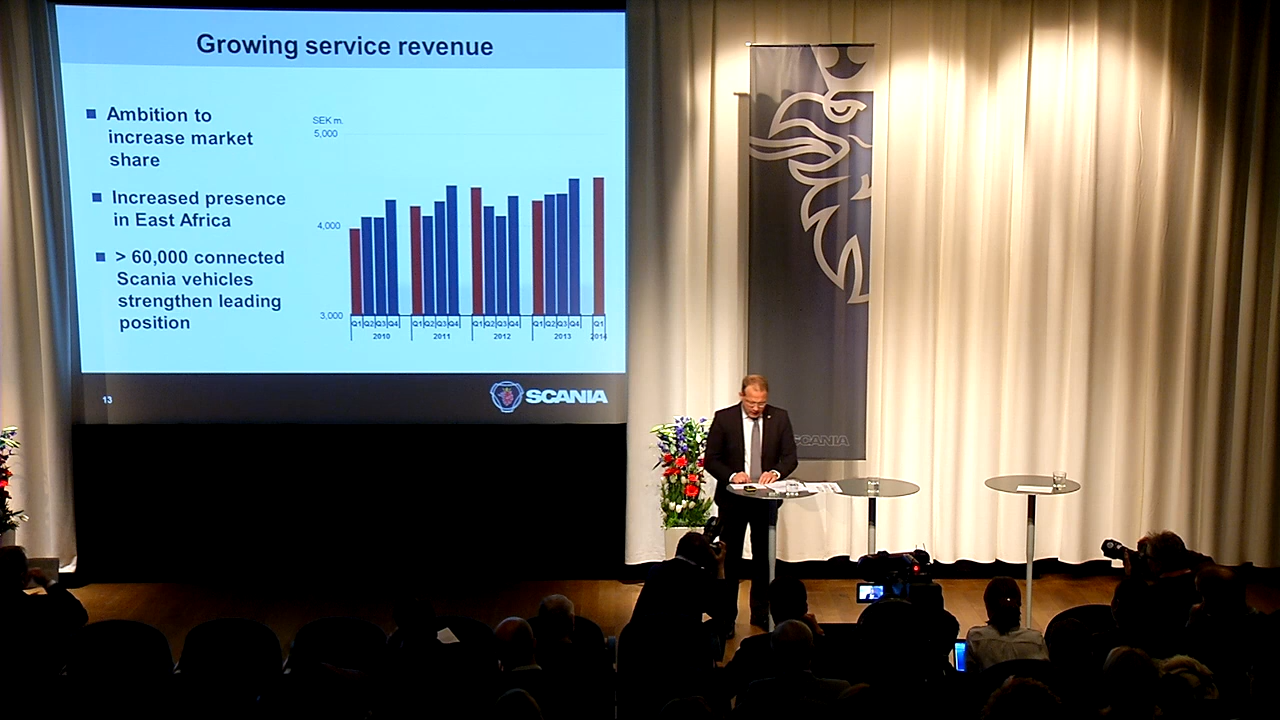 Growing service revenue
Ambition to
increase market
share
Increased presence
in East Africa
> 60,000 connected
Scania vehicles
strengthen leading
position
SEK m.
5,000
4,000
3,000
Q1 Q2 Q3 Q4 Q1 Q2 Q3 Q4 Q1 Q2 Q3 Q4 Q1 Q2 Q3 Q4 Q1
2010 2011 2012 2013 2014
13
SCANIA
SCANIA